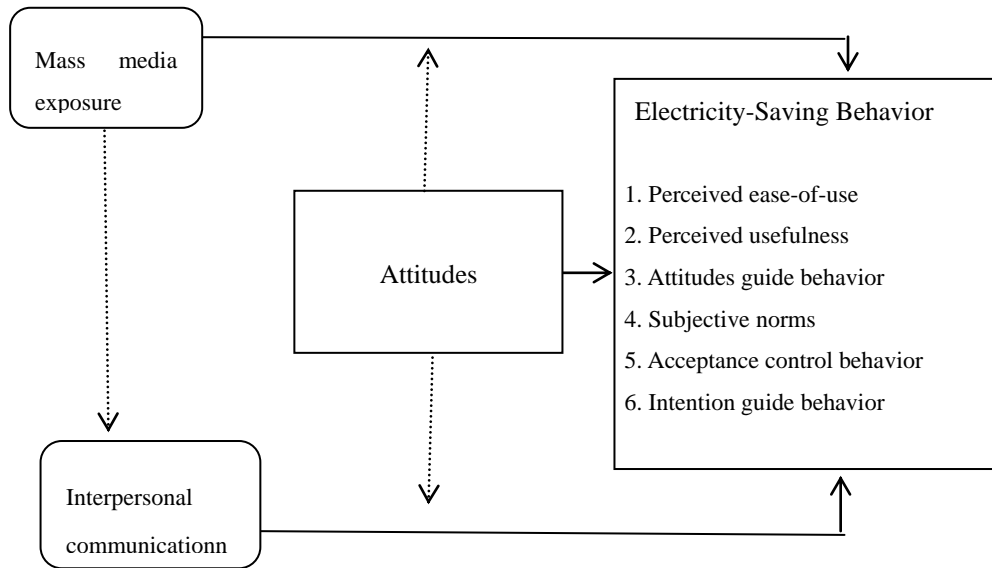 Mass media
exposure
Electricity-Saving Behavior
1. Perceived ease-of-use
2. Perceived usefulness
Attitudes
3. Attitudes guide behavior
4. Subjective norms
5. Acceptance control behavior
6. Intention guide behavior
Interpersonal
communicationn